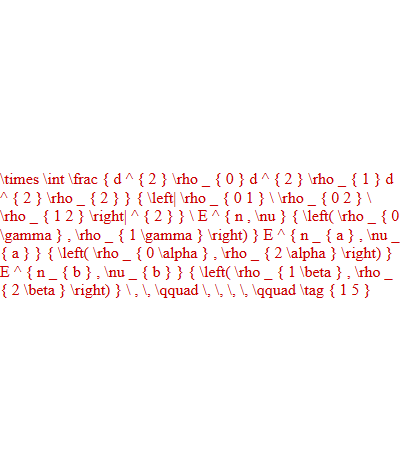 \times \int \frac { d ^ { 2 } \rho _ { 0 } d ^ { 2 } \rho _ { 1 } d
^ { 2 } \rho _ { 2 } } { \left| \rho _ { 0 1 } \ \rho _ { 0 2 } \
\rho _ { 1 2 } \right| ^ { 2 } } \ E ^ { n , \nu } { \left( \rho _ { 0
\gamma } , \rho _ { 1 \gamma } \right) } E ^ { n _ { a } , \nu _
{ a } } { \left( \rho _ { 0 \alpha } , \rho _ { 2 \alpha } \right) }
E ^ { n _ { b } , \nu _ { b } } { \left( \rho _ { 1 \beta } , \rho _
{ 2 \beta } \right) } \ , \, \qquad \, \, \, \, \qquad \tag { 1 5 }